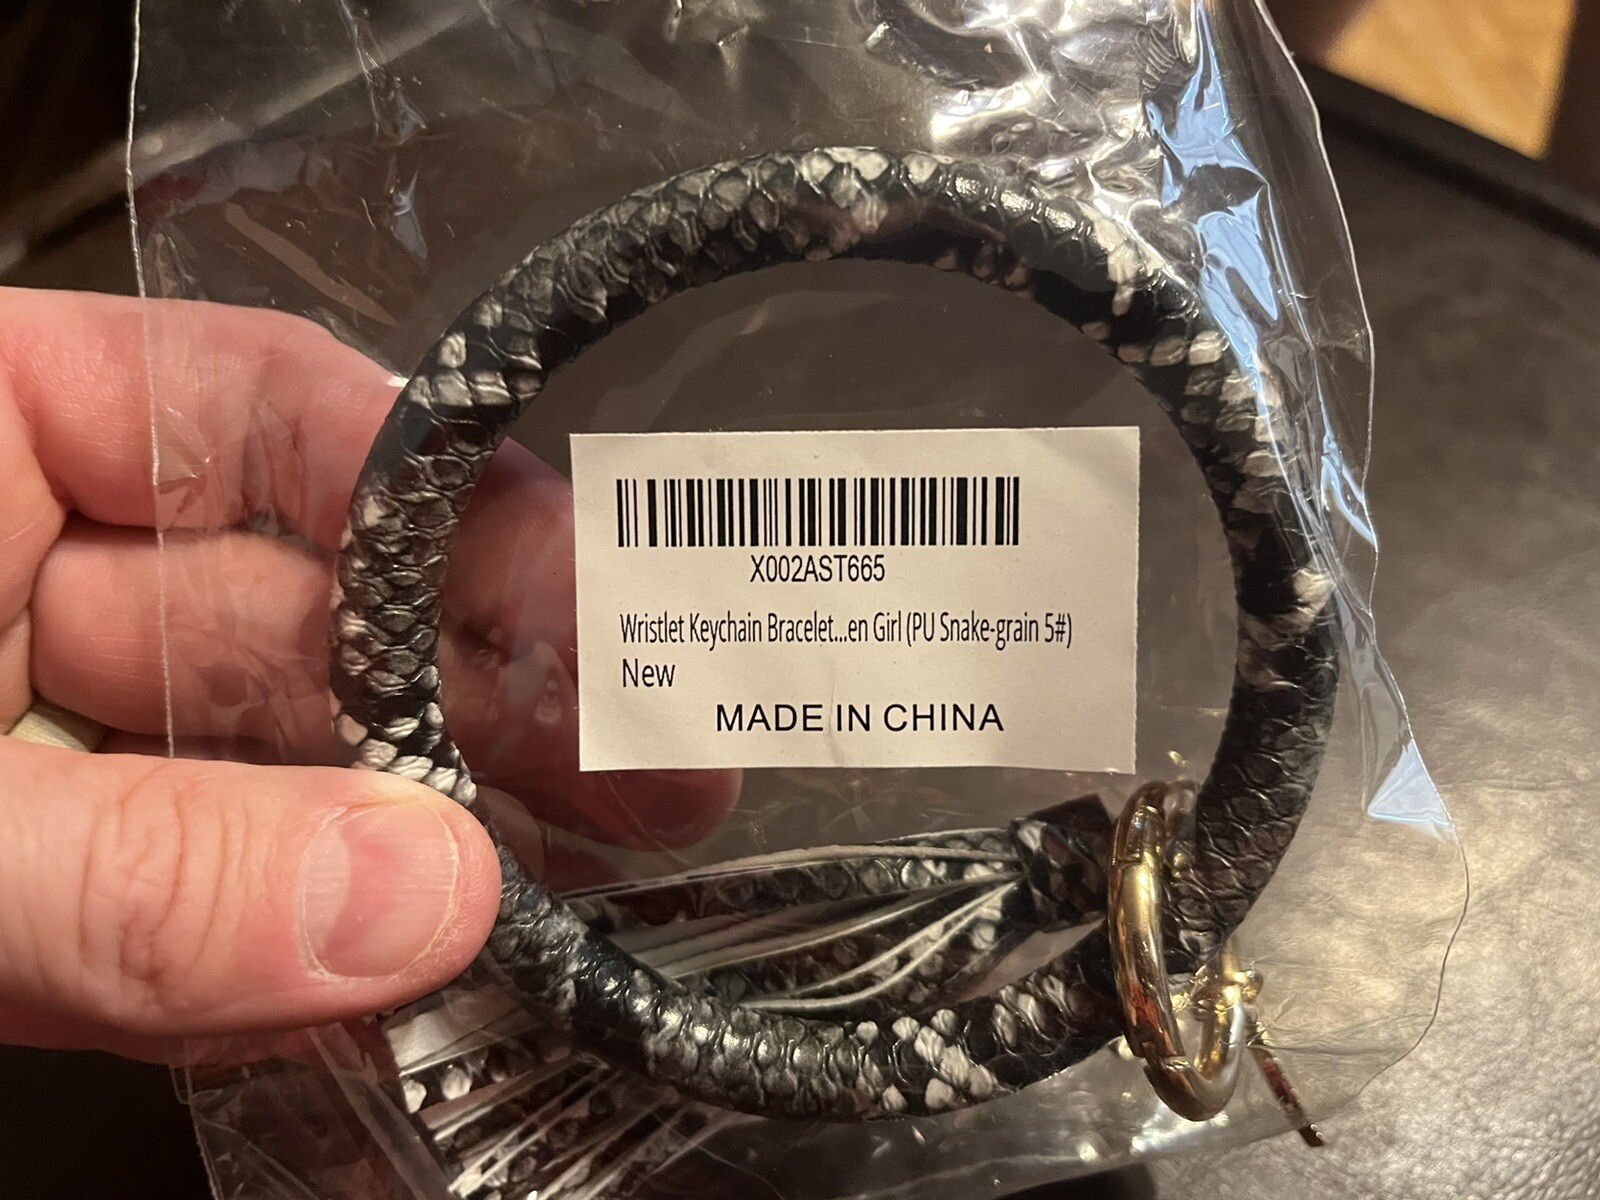 X002AST665
Wristlet Keychain Bracelet...en Girl (PU Snake-grain 5#)
New
MADE IN CHINA